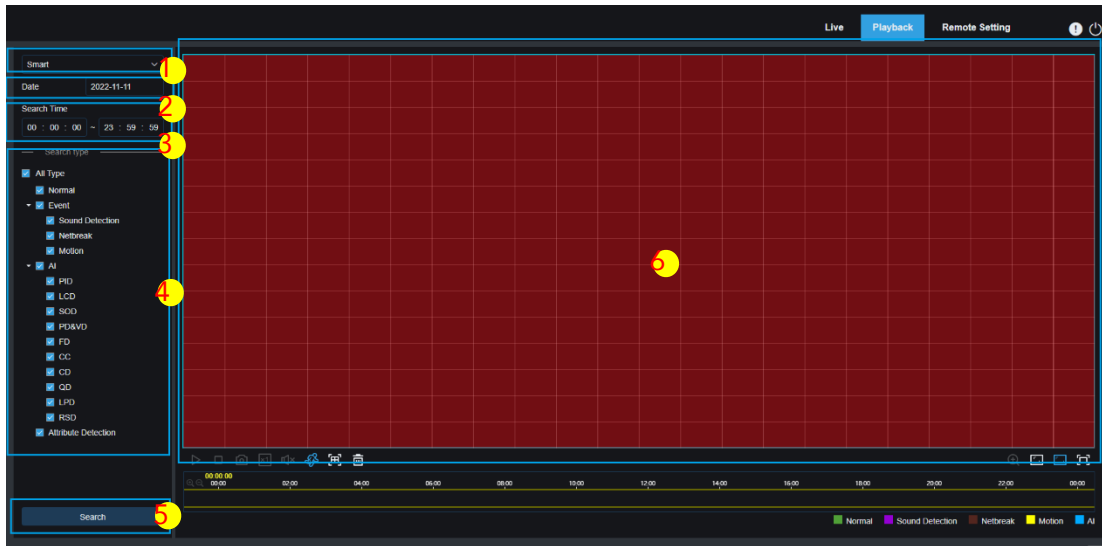 Live Playback Remote Setting
Smart
1
Date 2022-11-11
2
Search Time
00 : 00 : 00 ~ 23 : 59 : 59
3
Search type
All Type
Normal
Event
Sound Detection
Netbreak
Motion
AI
PID
LCD
4
SOD
PD&VD
FD
CC
CD
QD
LPD
RSD
Attribute Detection
6
x1
00:00:00
00:00 02:00 04:00 06:00 08:00 10:00 12:00 14:00 16:00 18:00 20:00 22:00 00:00
Search
5
Normal Sound Detection Netbreak Motion AI